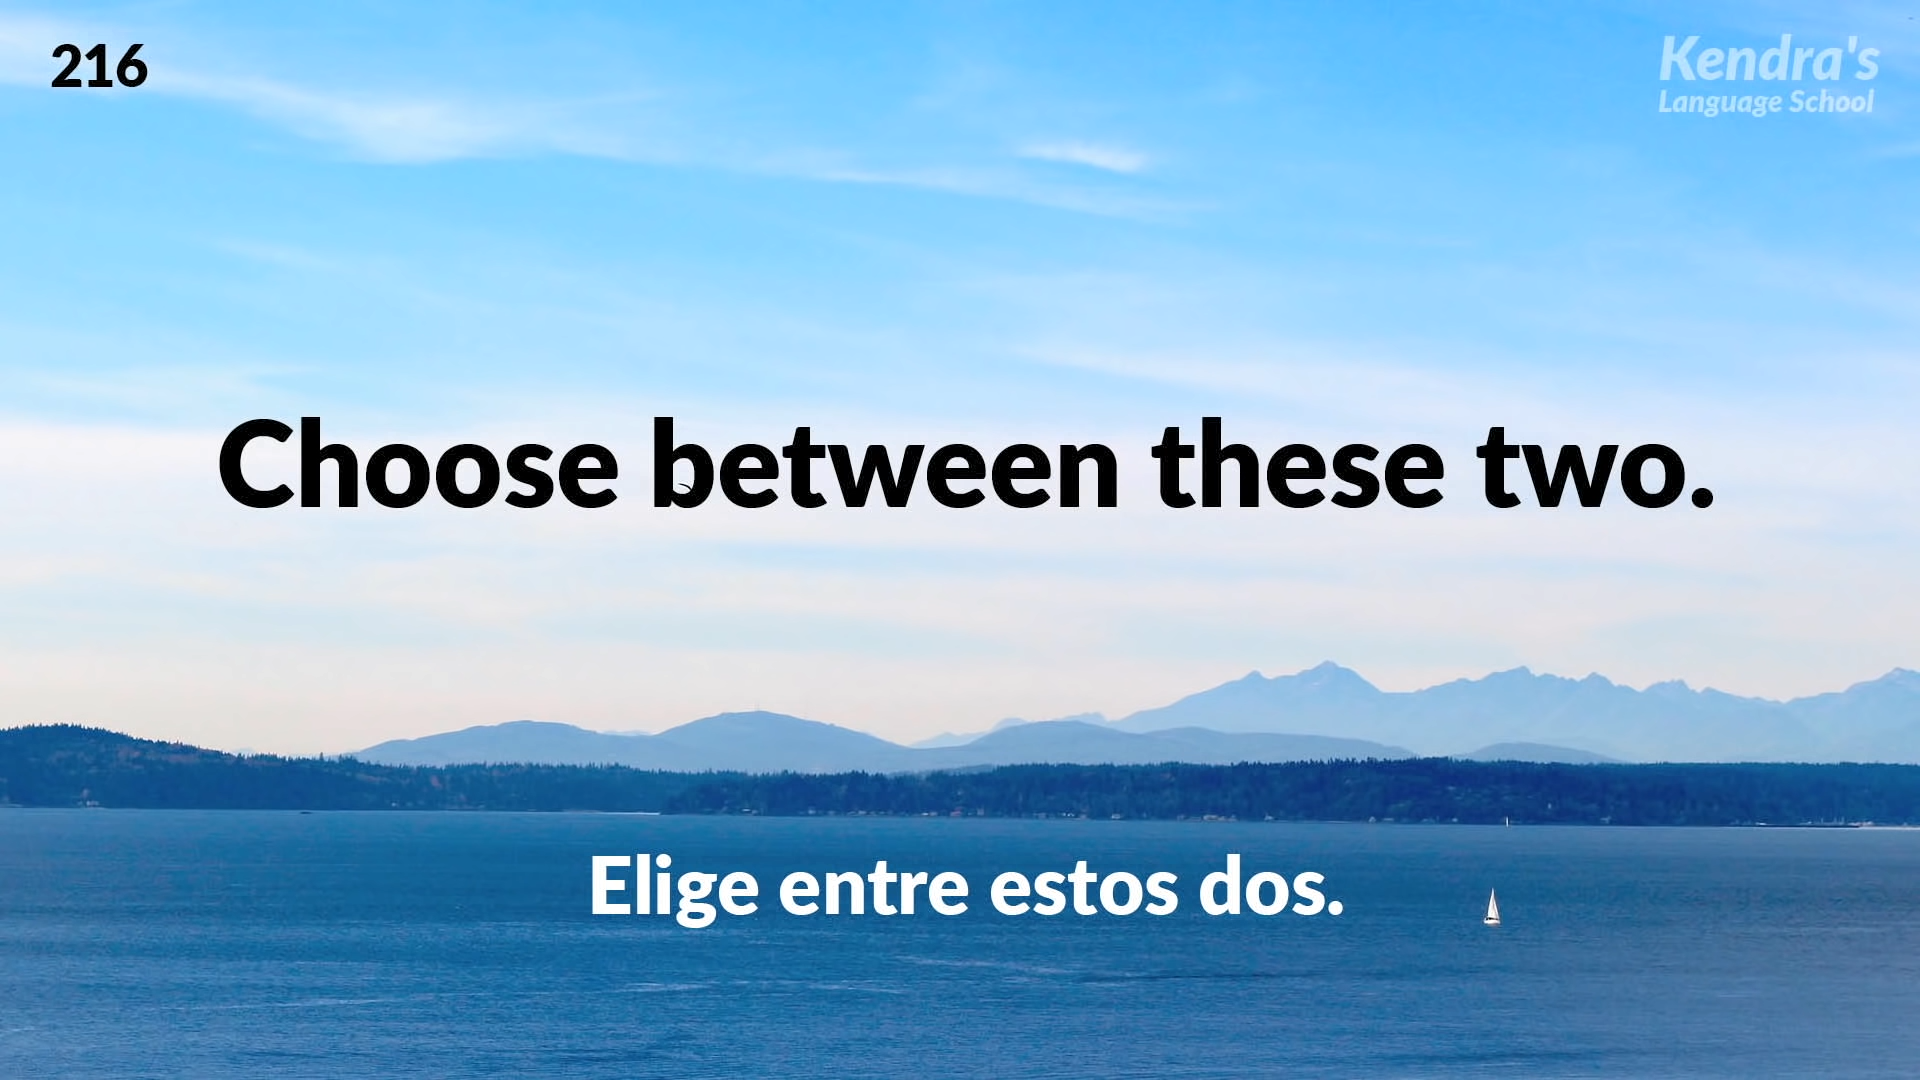 216
Kendra's
Language School
Choose between these two.
Elige entre estos dos.